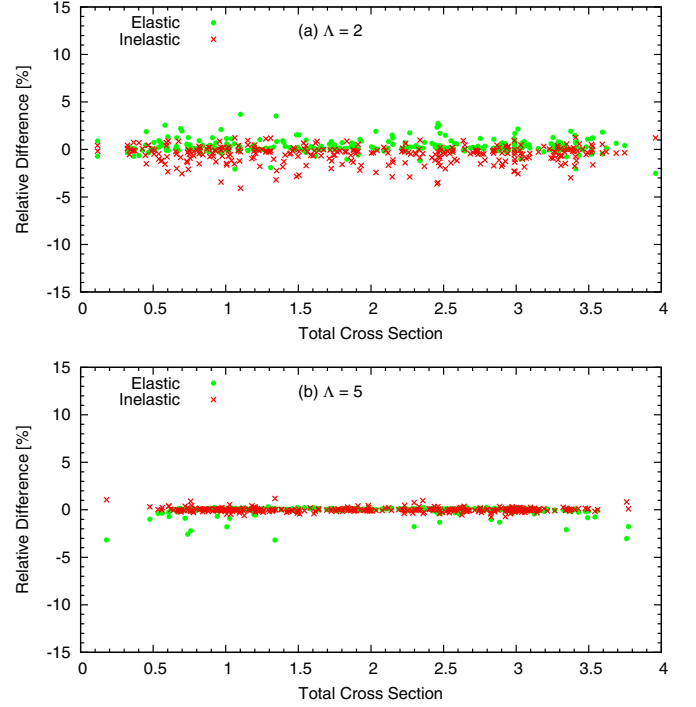 Elastic
Inelastic
(a) Λ = 2
Relative Difference [%]
15
10
5
0
-5
-10
-15
0 0.5 1 1.5 2 2.5 3 3.5 4
Total Cross Section
Elastic
Inelastic
(b) Λ = 5
Relative Difference [%]
15
10
5
0
-5
-10
-15
0 0.5 1 1.5 2 2.5 3 3.5 4
Total Cross Section